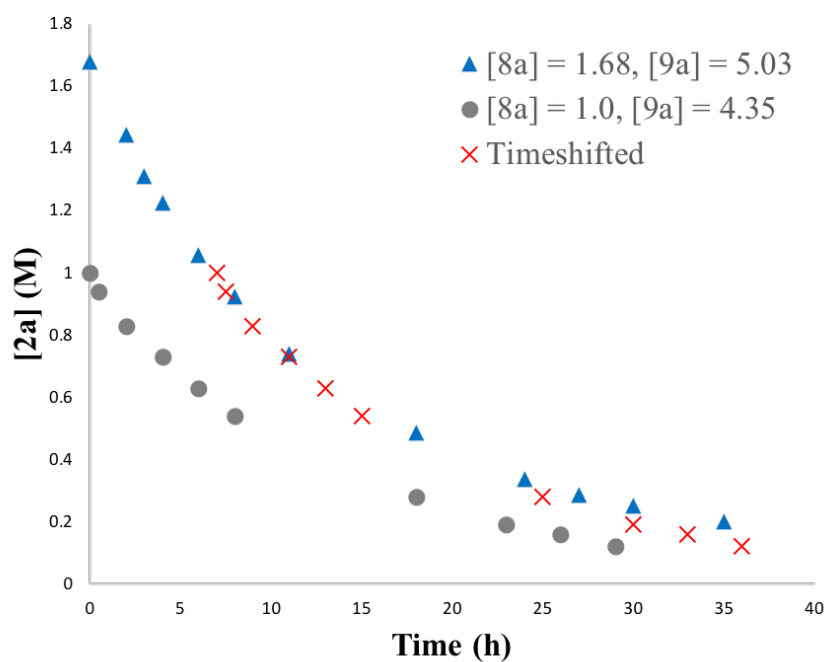 1.8
1.6
1.4
1.2
1
0.8
0.6
0.4
0.2
0
0 5 10 15 20 25 30 35 40
[2a] (M)
Time (h)
[8a] = 1.68, [9a] = 5.03
[8a] = 1.0, [9a] = 4.35
Timeshifted